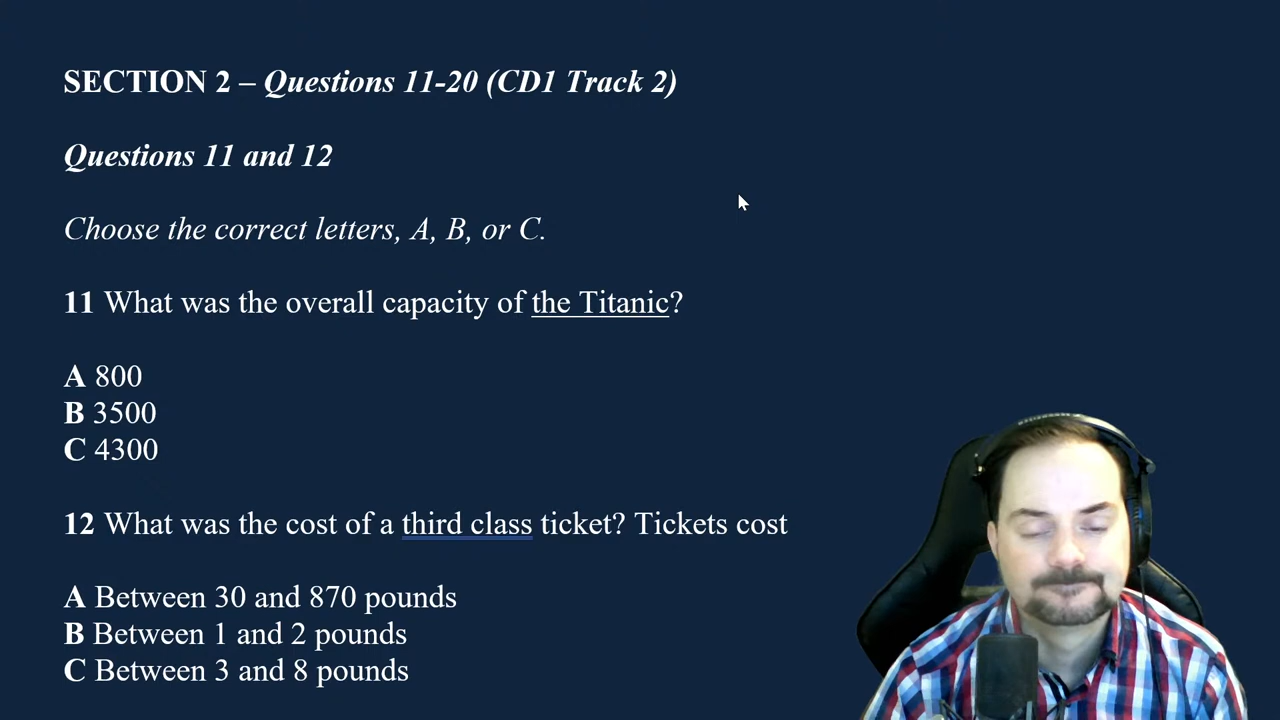 SECTION 2 – Questions 11-20 (CD1 Track 2)
Questions 11 and 12
Choose the correct letters, A, B, or C.
11 What was the overall capacity of the Titanic?
A 800
B 3500
C 4300
12 What was the cost of a third class ticket? Tickets cost
A Between 30 and 870 pounds
B Between 1 and 2 pounds
C Between 3 and 8 pounds